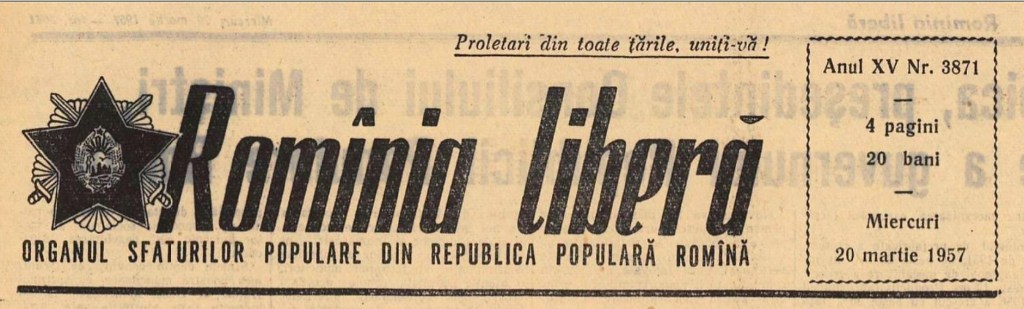 Proletari din toate țările, uniți-vă!
Romînia liberă
ORGANUL SFATURILOR POPULARE DIN REPUBLICA POPULARĂ ROMÎNĂ
Anul XV Nr. 3871
4 pagini
20 bani
Miercuri
20 martie 1957